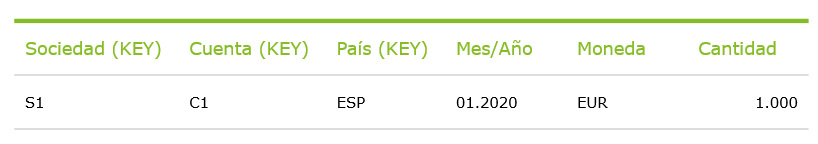 Sociedad (KEY) Cuenta (KEY) País (KEY) Mes/Año Moneda Cantidad
S1 C1 ESP 01.2020 EUR 1.000